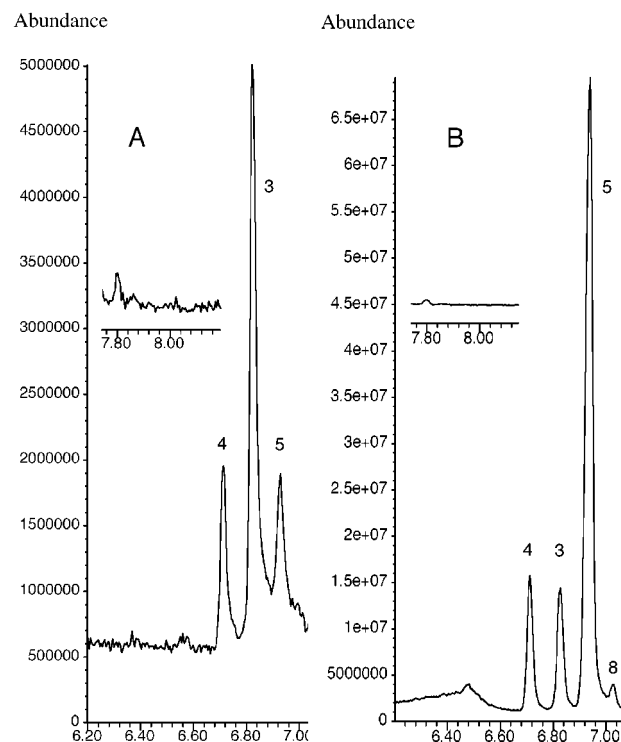 Abundance
5000000
4500000
4000000
3500000
3000000
2500000
2000000
1500000
1000000
500000
0
6.20 6.40 6.60 6.80 7.00
A
3
4
5
7.80 8.00
Abundance
6.5e+07
6e+07
5.5e+07
5e+07
4.5e+07
4e+07
3.5e+07
3e+07
2.5e+07
2e+07
1.5e+07
1e+07
5000000
0
6.40 6.60 6.80 7.00
B
5
4
3
8
7.80 8.00